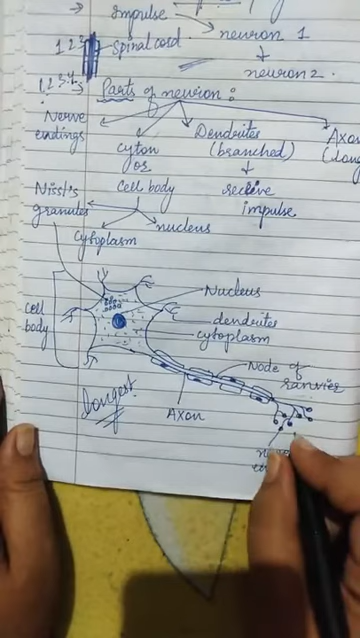 Impulse
neuron 1
1 2 3
Spinal cord
neuron 2.
1, 2, 3, 4
Parts of neuron :
Nerve
endings
Dendrites
(branched)
Axon
cyton
or
cell body
receive
impulse
Nissl's
granules
nucleus
Cytoplasm
Nucleus
dendrites
cytoplasm
cell
body
Node of
ranvier
longest
Axon